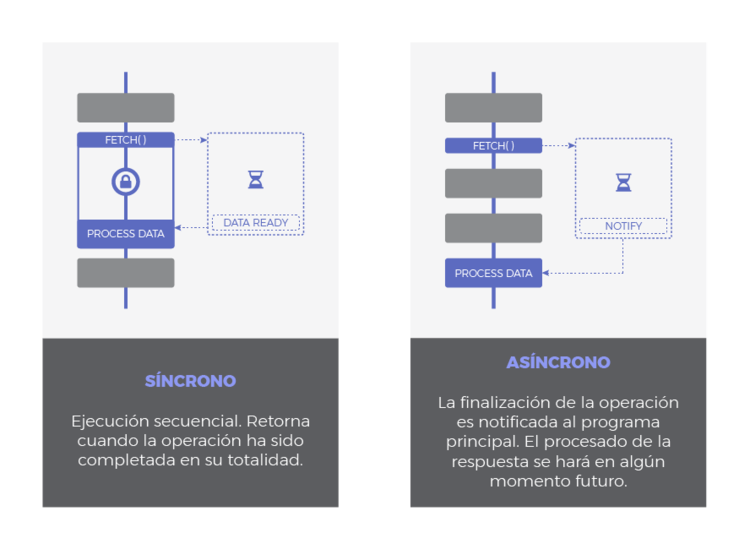 FETCH( )
DATA READY
PROCESS DATA
SÍNCRONO
Ejecución secuencial. Retorna
cuando la operación ha sido
completada en su totalidad.
FETCH( )
NOTIFY
PROCESS DATA
ASÍNCRONO
La finalización de la operación
es notificada al programa
principal. El procesado de la
respuesta se hará en algún
momento futuro.